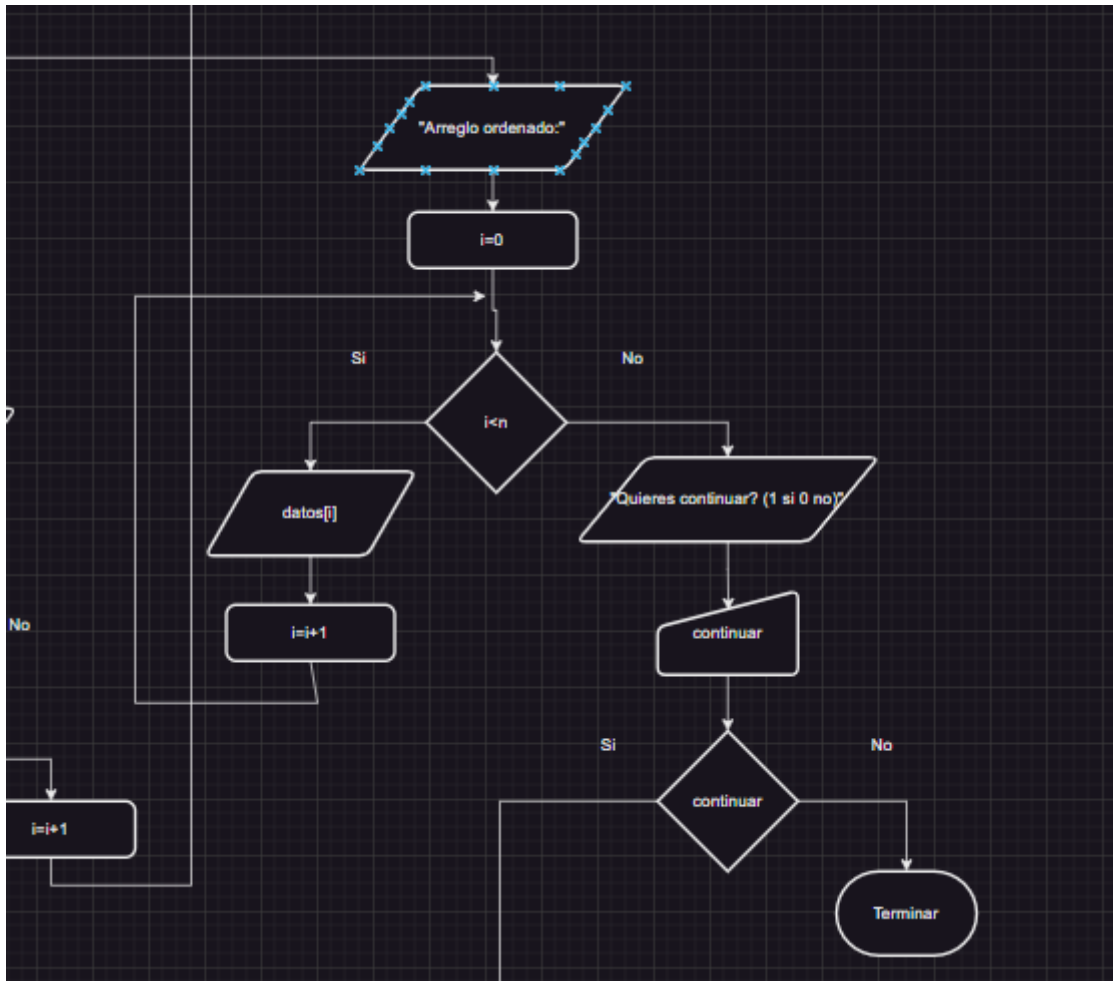 "Arreglo ordenado:"
i=0
Si
No
i<n
datos[i]
"Quieres continuar? (1 si 0 no)"
No
i=i+1
continuar
Si
No
continuar
i=i+1
Terminar